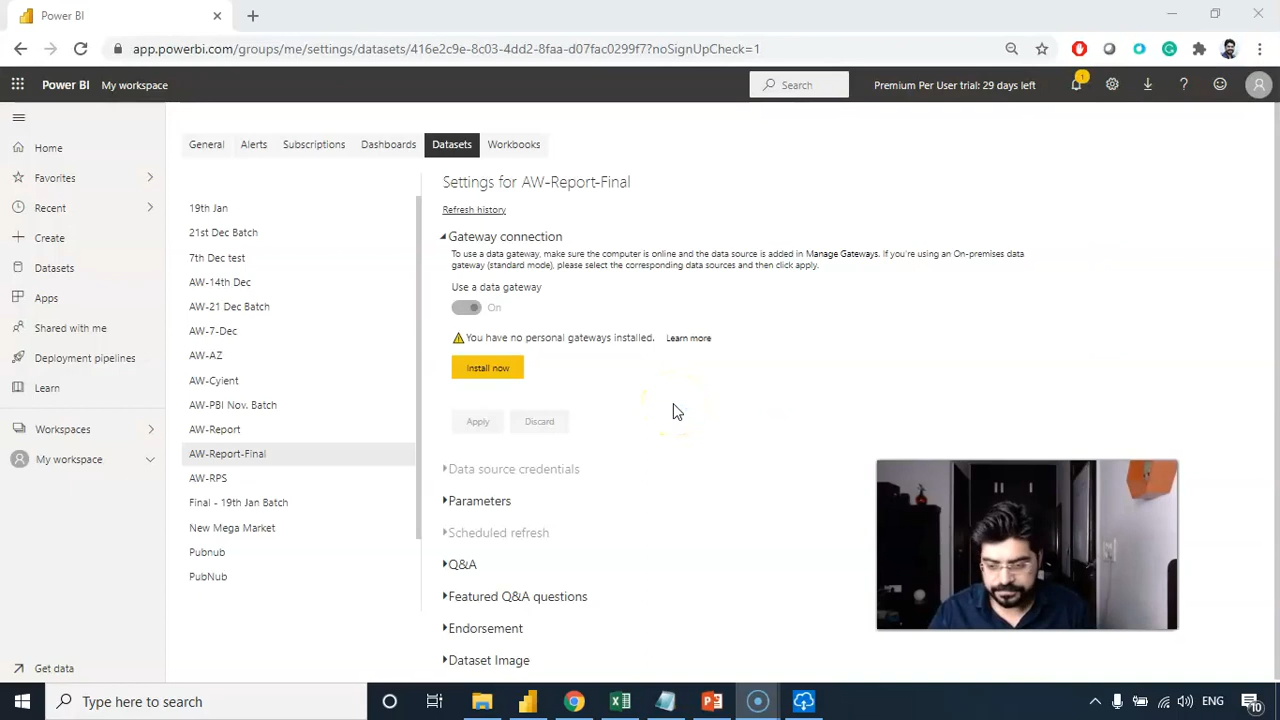 Power BI
app.powerbi.com/groups/me/settings/datasets/416e2c9e-8c03-4dd2-8faa-d07fac0299f7?noSignUpCheck=1
Power BI My workspace
Search
Premium Per User trial: 29 days left
1
Home
Favorites
Recent
Create
Datasets
Apps
Shared with me
Deployment pipelines
Learn
Workspaces
My workspace
Get data
General Alerts Subscriptions Dashboards Datasets Workbooks
19th Jan
21st Dec Batch
7th Dec test
AW-14th Dec
AW-21 Dec Batch
AW-7-Dec
AW-AZ
AW-Cyient
AW-PBI Nov. Batch
AW-Report
AW-Report-Final
AW-RPS
Final - 19th Jan Batch
New Mega Market
Pubnub
PubNub
Settings for AW-Report-Final
Refresh history
Gateway connection
To use a data gateway, make sure the computer is online and the data source is added in Manage Gateways. If you're using an On-premises data
gateway (standard mode), please select the corresponding data sources and then click apply.
Use a data gateway
On
You have no personal gateways installed. Learn more
Install now
Apply Discard
Data source credentials
Parameters
Scheduled refresh
Q&A
Featured Q&A questions
Endorsement
Dataset Image
Type here to search
ENG
10